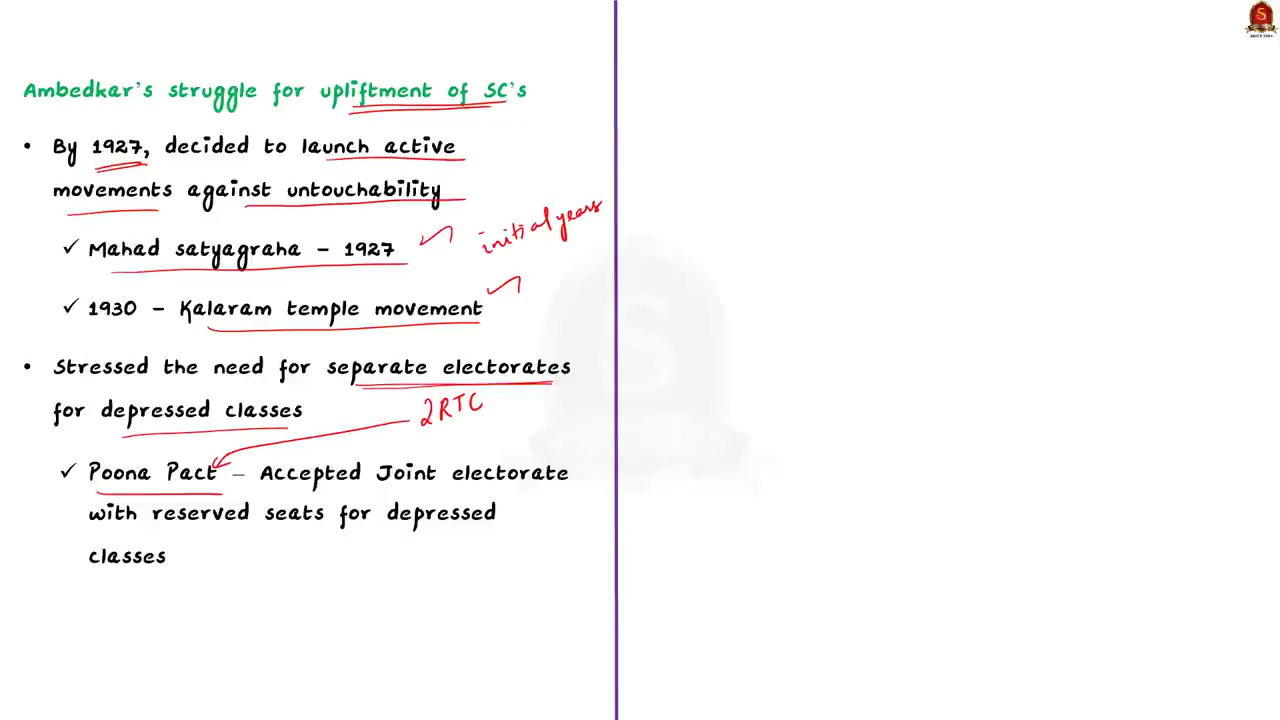 Ambedkar's struggle for upliftment of SC's
• By 1927, decided to launch active
movements against untouchability
initial years
✓ Mahad satyagraha – 1927
✓ 1930 – Kalaram temple movement
• Stressed the need for separate electorates
for depressed classes
2RTC
✓ Poona Pact – Accepted Joint electorate
with reserved seats for depressed
classes
S